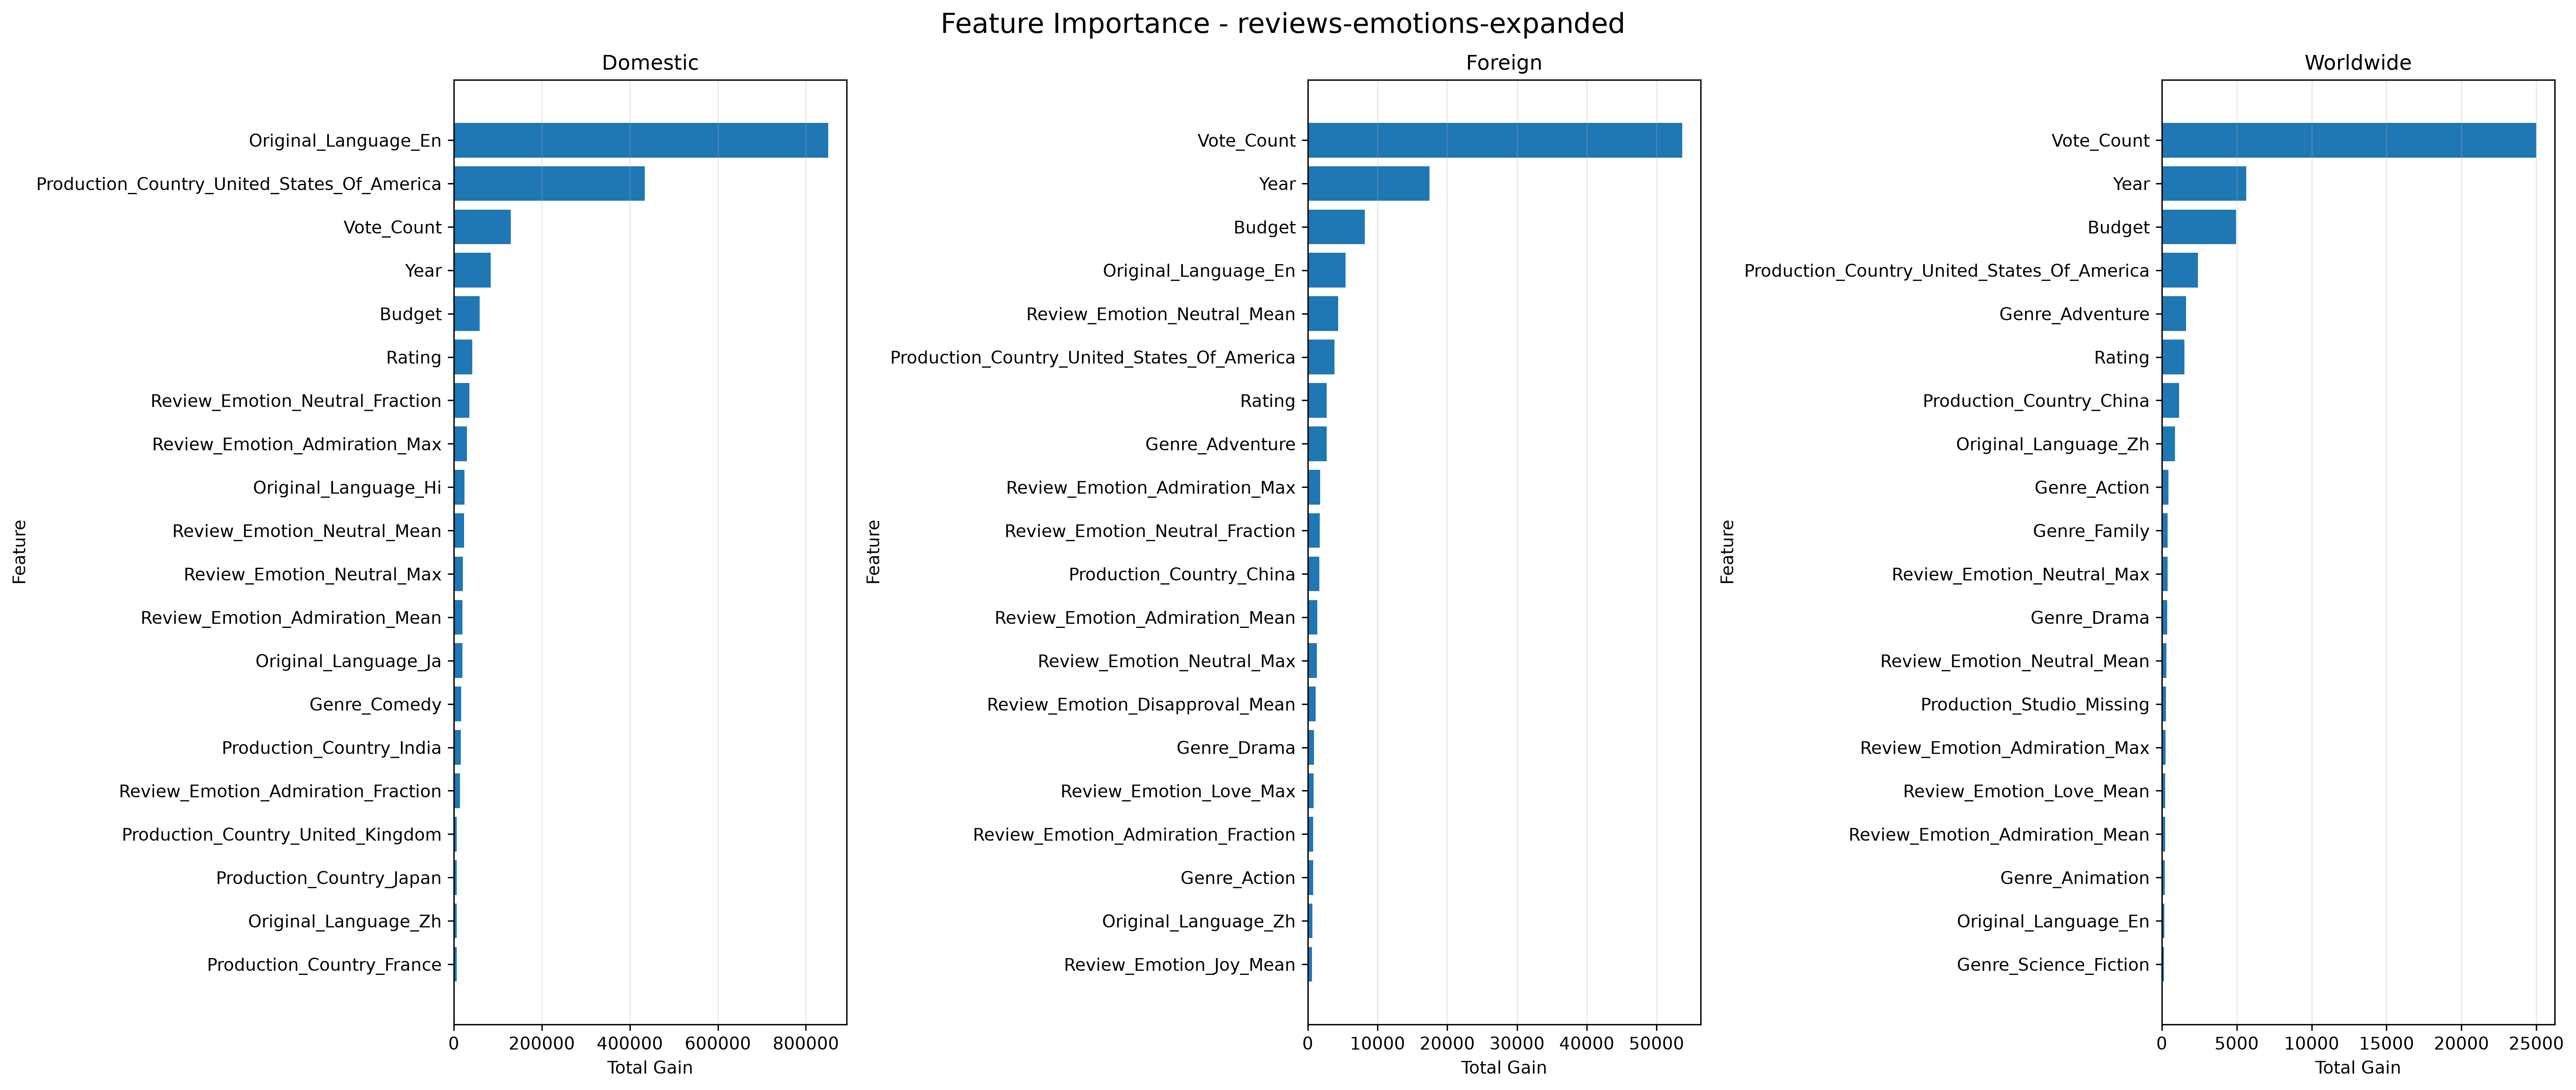 Feature Importance - reviews-emotions-expanded
Domestic
Feature
Original_Language_En
Production_Country_United_States_Of_America
Vote_Count
Year
Budget
Rating
Review_Emotion_Neutral_Fraction
Review_Emotion_Admiration_Max
Original_Language_Hi
Review_Emotion_Neutral_Mean
Review_Emotion_Neutral_Max
Review_Emotion_Admiration_Mean
Original_Language_Ja
Genre_Comedy
Production_Country_India
Review_Emotion_Admiration_Fraction
Production_Country_United_Kingdom
Production_Country_Japan
Original_Language_Zh
Production_Country_France
0 200000 400000 600000 800000
Total Gain
Foreign
Feature
Vote_Count
Year
Budget
Original_Language_En
Review_Emotion_Neutral_Mean
Production_Country_United_States_Of_America
Rating
Genre_Adventure
Review_Emotion_Admiration_Max
Review_Emotion_Neutral_Fraction
Production_Country_China
Review_Emotion_Admiration_Mean
Review_Emotion_Neutral_Max
Review_Emotion_Disapproval_Mean
Genre_Drama
Review_Emotion_Love_Max
Review_Emotion_Admiration_Fraction
Genre_Action
Original_Language_Zh
Review_Emotion_Joy_Mean
0 10000 20000 30000 40000 50000
Total Gain
Worldwide
Feature
Vote_Count
Year
Budget
Production_Country_United_States_Of_America
Genre_Adventure
Rating
Production_Country_China
Original_Language_Zh
Genre_Action
Genre_Family
Review_Emotion_Neutral_Max
Genre_Drama
Review_Emotion_Neutral_Mean
Production_Studio_Missing
Review_Emotion_Admiration_Max
Review_Emotion_Love_Mean
Review_Emotion_Admiration_Mean
Genre_Animation
Original_Language_En
Genre_Science_Fiction
0 5000 10000 15000 20000 25000
Total Gain